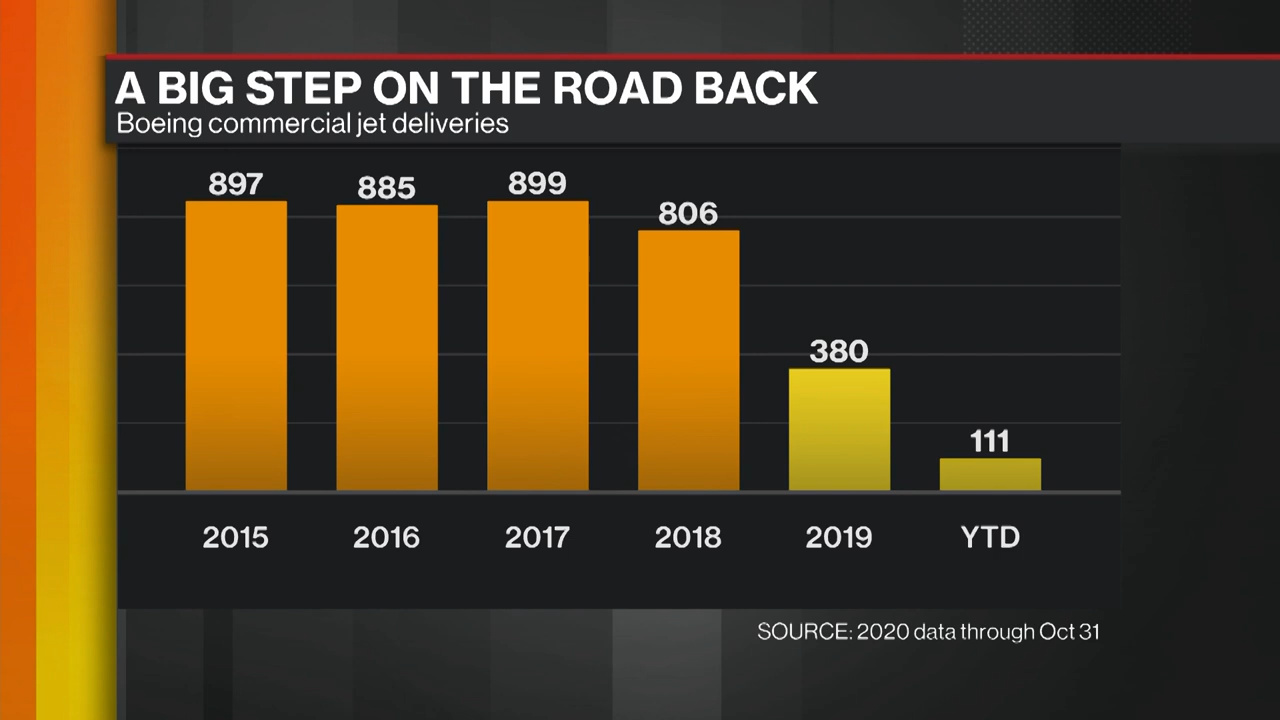 A BIG STEP ON THE ROAD BACK
Boeing commercial jet deliveries
897
885
899
806
380
111
2015
2016
2017
2018
2019
YTD
SOURCE: 2020 data through Oct 31